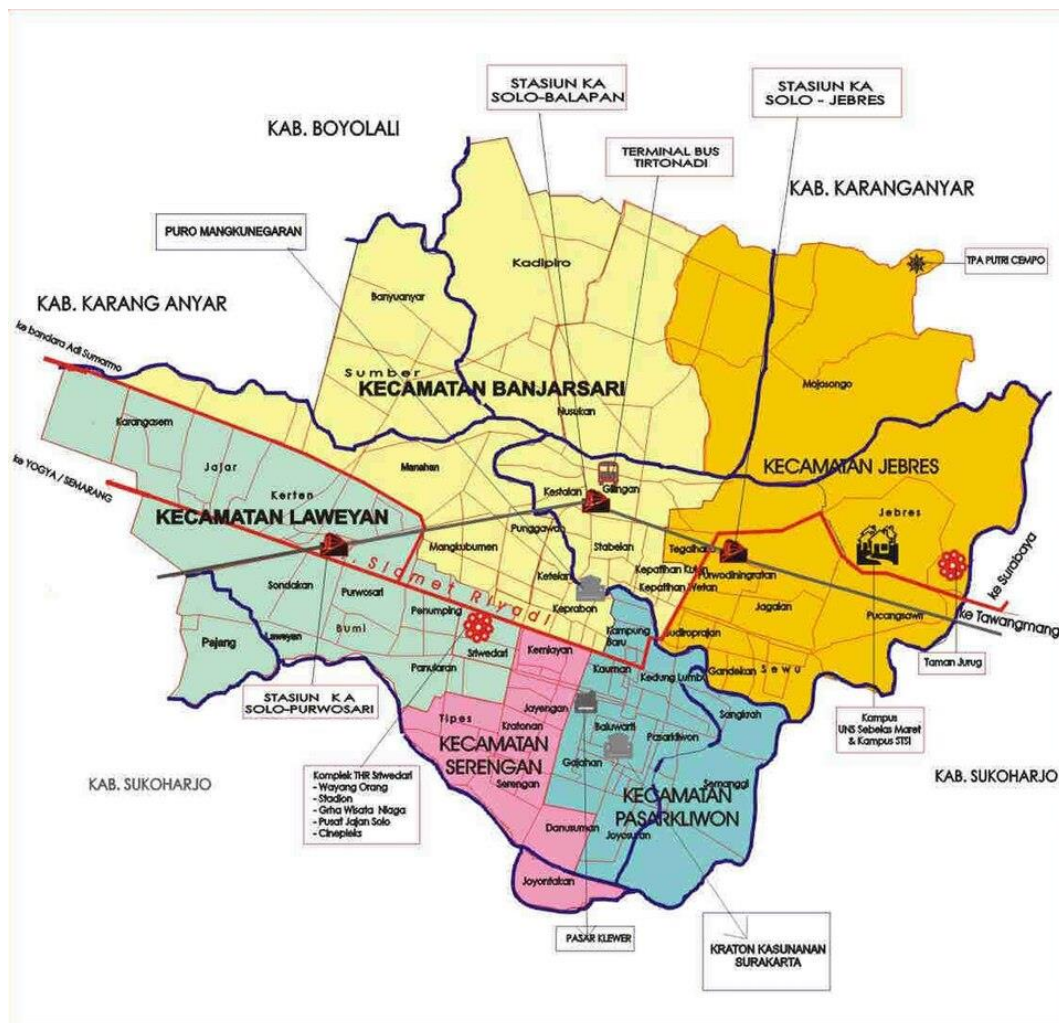 STASIUN KA
SOLO-BALAPAN
STASIUN KA
SOLO - JEBRES
KAB. BOYOLALI
TERMINAL BUS
TIRTONADI
KAB. KARANGANYAR
PURO MANGKUNEGARAN
TPA PUTRI CEMPO
Kadipiro
Banyuanyar
KAB. KARANG ANYAR
ke bandara Adi Sumarmo
Sumber
KECAMATAN BANJARSARI
Mojosongo
Nusukan
Karangasem
Jajar
Manahan
KECAMATAN JEBRES
ke YOGYA / SEMARANG
Kerten
Kestalan
Gilingan
KECAMATAN LAWEYAN
Punggawan
Stabelan
Jebres
Mangkubumen
Tegalharjo
Kepatihan Kulon
Purwodiningratan
Ketelan
Kepatihan Wetan
Sondakan
Purwosari
Slamet Riyadi
Keprabon
Jagalan
Pucangsawit
ke Surabaya
ke Tawangmang
Penumping
Bumi
Kampung
Baru
Sudiroprajan
Pajang
Laweyan
Sriwedari
Kemlayan
Kauman
Kedung Lumbu
Gandekan
Sewu
Taman Jurug
Panularan
STASIUN K A
SOLO-PURWOSARI
Tipes
Jayengan
Kratonan
Baluwarti
Pasarkliwon
Sangkrah
Kampus
UNS Sebelas Maret
& Kampus STSI
KECAMATAN
SERENGAN
Gajahan
Semanggi
KAB. SUKOHARJO
KAB. SUKOHARJO
Komplek THR Sriwedari
- Wayang Orang
- Stadion
- Grha Wisata Niaga
- Pusat Jajan Solo
- Cinepleks
Serengan
KECAMATAN
PASARKLIWON
Danusuman
Joyosuran
Joyontakan
PASAR KLEWER
KRATON KASUNANAN
SURAKARTA